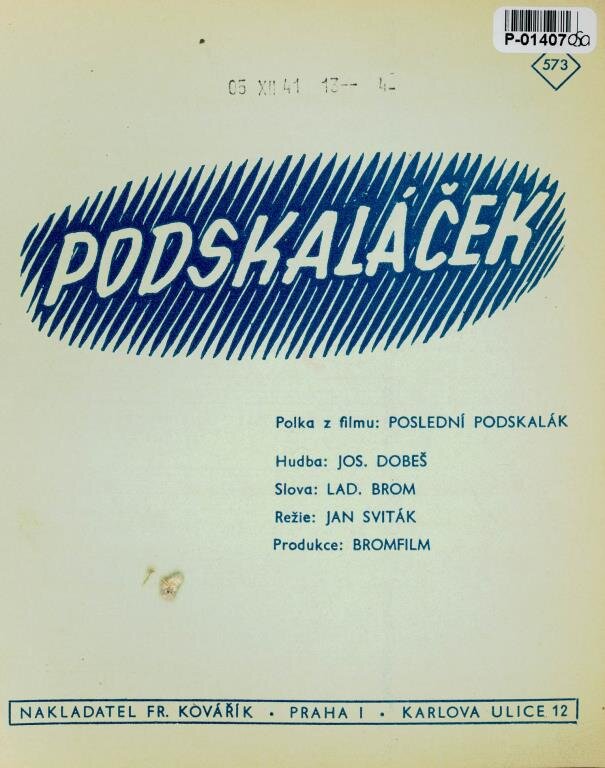 P-01407
573
05 XII 41 13--
PODSKALÁČEK
Polka z filmu: POSLEDNÍ PODSKALÁK
Hudba: JOS. DOBEŠ
Slova: LAD. BROM
Režie: JAN SVITÁK
Produkce: BROMFILM
NAKLADATEL FR. KOVÁŘÍK • PRAHA I • KARLOVA ULICE 12